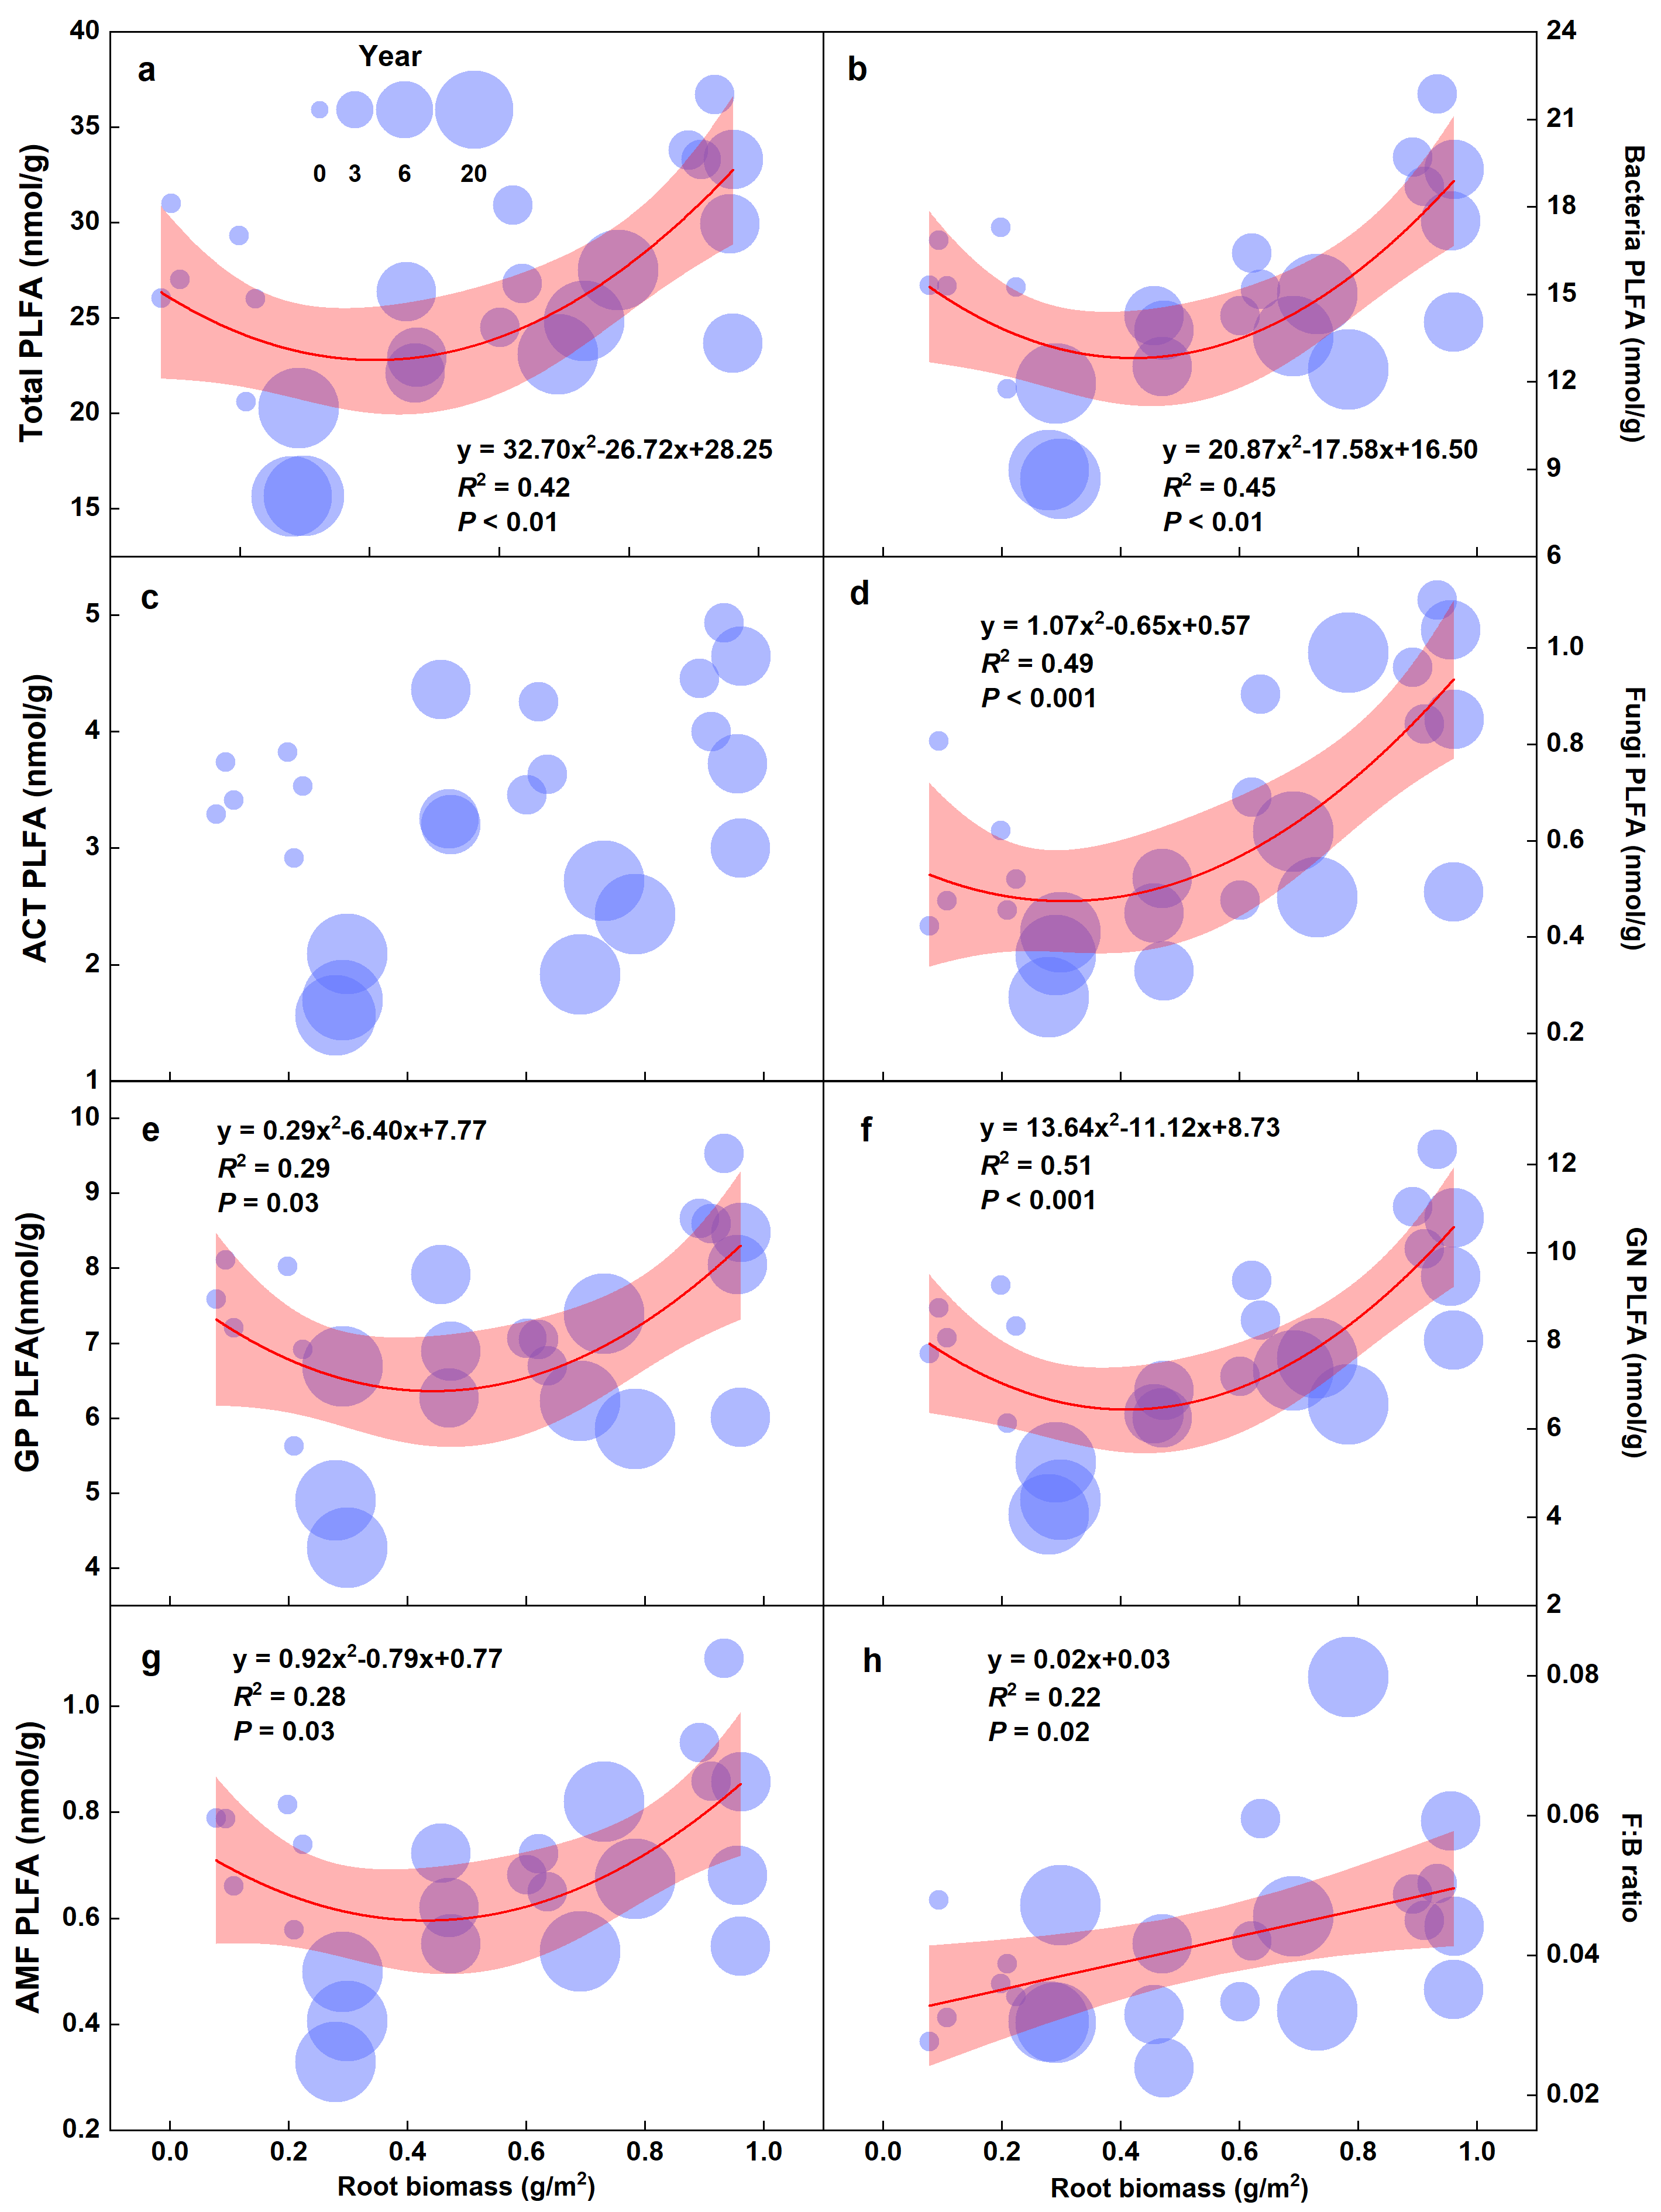 a
Year
0 3 6 20
y = 32.70x²-26.72x+28.25
R² = 0.42
P < 0.01
40
35
30
25
20
15
Total PLFA (nmol/g)
b
y = 20.87x²-17.58x+16.50
R² = 0.45
P < 0.01
24
21
18
15
12
9
6
Bacteria PLFA (nmol/g)
c
5
4
3
2
1
ACT PLFA (nmol/g)
d
y = 1.07x²-0.65x+0.57
R² = 0.49
P < 0.001
1.0
0.8
0.6
0.4
0.2
Fungi PLFA (nmol/g)
e
y = 0.29x²-6.40x+7.77
R² = 0.29
P = 0.03
10
9
8
7
6
5
4
GP PLFA(nmol/g)
f
y = 13.64x²-11.12x+8.73
R² = 0.51
P < 0.001
12
10
8
6
4
2
GN PLFA (nmol/g)
g
y = 0.92x²-0.79x+0.77
R² = 0.28
P = 0.03
1.0
0.8
0.6
0.4
0.2
AMF PLFA (nmol/g)
h
y = 0.02x+0.03
R² = 0.22
P = 0.02
0.08
0.06
0.04
0.02
F:B ratio
0.0 0.2 0.4 0.6 0.8 1.0
Root biomass (g/m²)
0.0 0.2 0.4 0.6 0.8 1.0
Root biomass (g/m²)